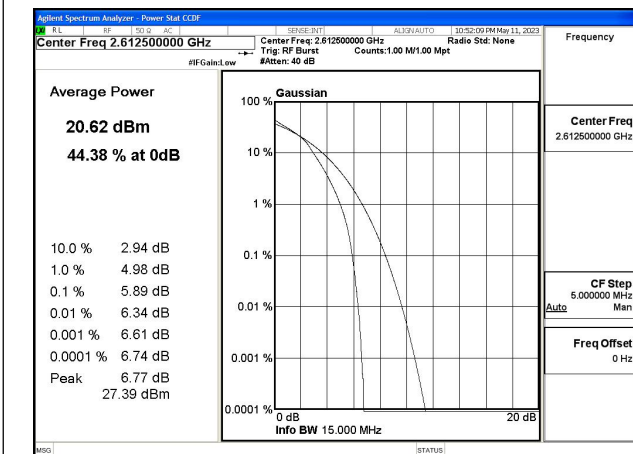 Agilent Spectrum Analyzer - Power Stat CCDF
RL RF 50 Ω AC SENSE:INT ALIGNAUTO 10:52:09 PM May 11, 2023
Center Freq 2.612500000 GHz
Center Freq: 2.612500000 GHz Radio Std: None
Trig: RF Burst Counts:1.00 M/1.00 Mpt
#IFGain:Low #Atten: 40 dB
Frequency
Average Power
20.62 dBm
44.38 % at 0dB
10.0 % 2.94 dB
1.0 % 4.98 dB
0.1 % 5.89 dB
0.01 % 6.34 dB
0.001 % 6.61 dB
0.0001 % 6.74 dB
Peak 6.77 dB
27.39 dBm
Gaussian
100 %
10 %
1 %
0.1 %
0.01 %
0.001 %
0.0001 %
0 dB 20 dB
Info BW 15.000 MHz
Center Freq
2.612500000 GHz
CF Step
5.000000 MHz
Auto Man
Freq Offset
0 Hz
MSG STATUS